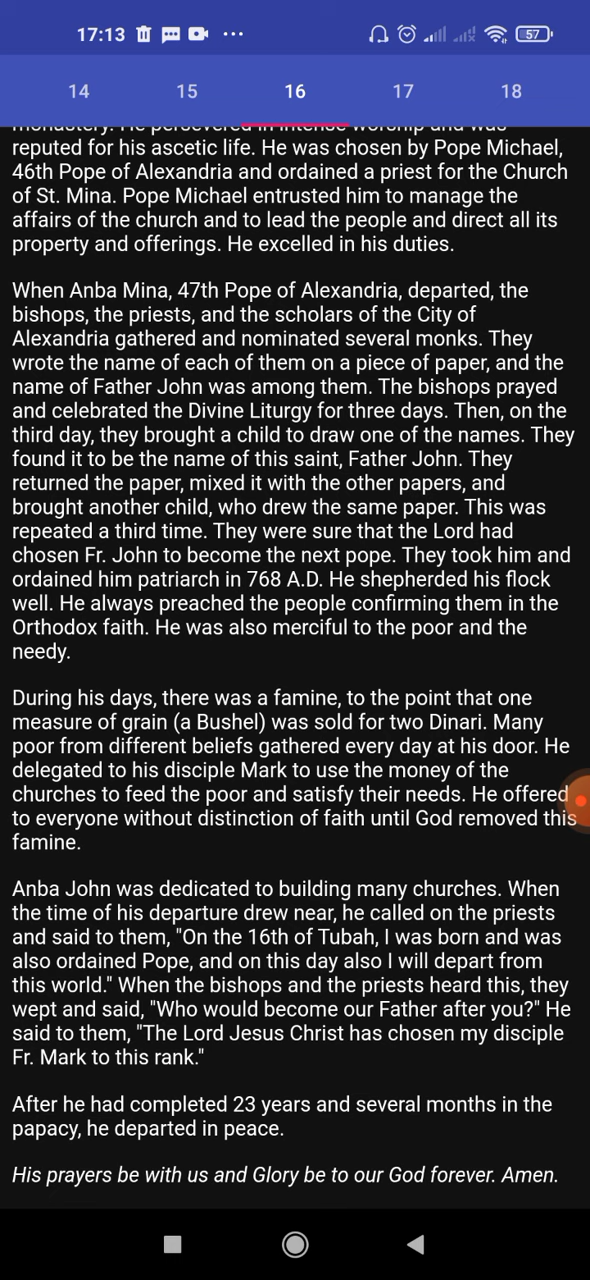 17:13
57
14 15 16 17 18
monastery. He persevered in intense worship and was
reputed for his ascetic life. He was chosen by Pope Michael,
46th Pope of Alexandria and ordained a priest for the Church
of St. Mina. Pope Michael entrusted him to manage the
affairs of the church and to lead the people and direct all its
property and offerings. He excelled in his duties.
When Anba Mina, 47th Pope of Alexandria, departed, the
bishops, the priests, and the scholars of the City of
Alexandria gathered and nominated several monks. They
wrote the name of each of them on a piece of paper, and the
name of Father John was among them. The bishops prayed
and celebrated the Divine Liturgy for three days. Then, on the
third day, they brought a child to draw one of the names. They
found it to be the name of this saint, Father John. They
returned the paper, mixed it with the other papers, and
brought another child, who drew the same paper. This was
repeated a third time. They were sure that the Lord had
chosen Fr. John to become the next pope. They took him and
ordained him patriarch in 768 A.D. He shepherded his flock
well. He always preached the people confirming them in the
Orthodox faith. He was also merciful to the poor and the
needy.
During his days, there was a famine, to the point that one
measure of grain (a Bushel) was sold for two Dinari. Many
poor from different beliefs gathered every day at his door. He
delegated to his disciple Mark to use the money of the
churches to feed the poor and satisfy their needs. He offered
to everyone without distinction of faith until God removed this
famine.
Anba John was dedicated to building many churches. When
the time of his departure drew near, he called on the priests
and said to them, "On the 16th of Tubah, I was born and was
also ordained Pope, and on this day also I will depart from
this world." When the bishops and the priests heard this, they
wept and said, "Who would become our Father after you?" He
said to them, "The Lord Jesus Christ has chosen my disciple
Fr. Mark to this rank."
After he had completed 23 years and several months in the
papacy, he departed in peace.
His prayers be with us and Glory be to our God forever. Amen.